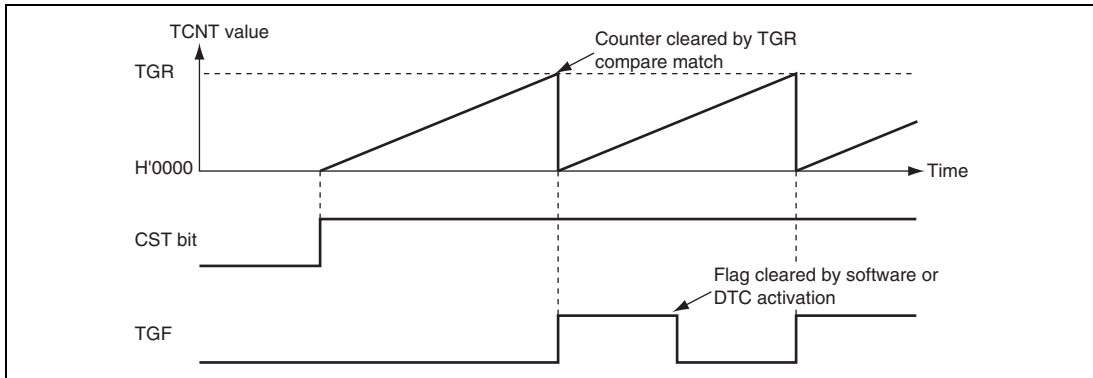 TCNT value
Counter cleared by TGR
compare match
TGR
H'0000
Time
CST bit
Flag cleared by software or
DTC activation
TGF